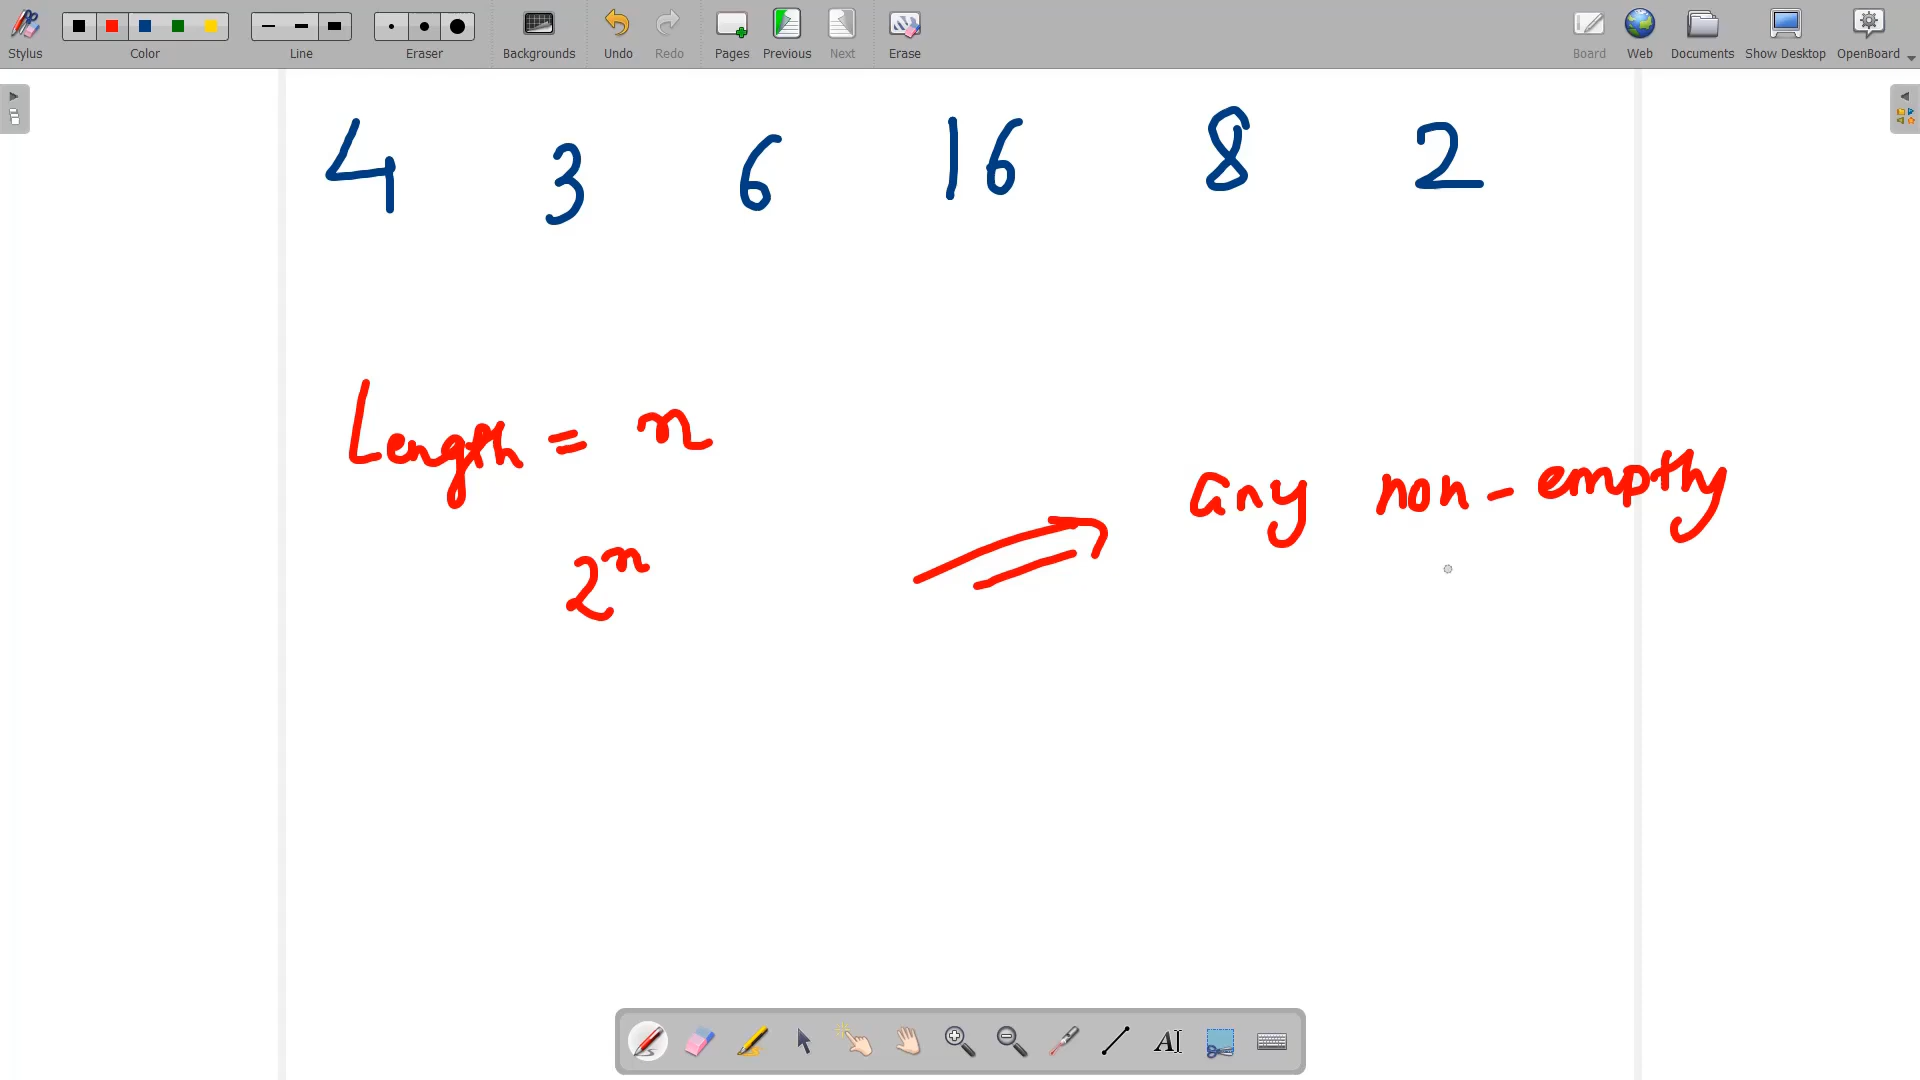 Stylus Color Line Eraser Backgrounds Undo Redo Pages Previous Next Erase Board Web Documents Show Desktop OpenBoard
4 3 6 16 8 2
Length = n
any non-empthy
2^n